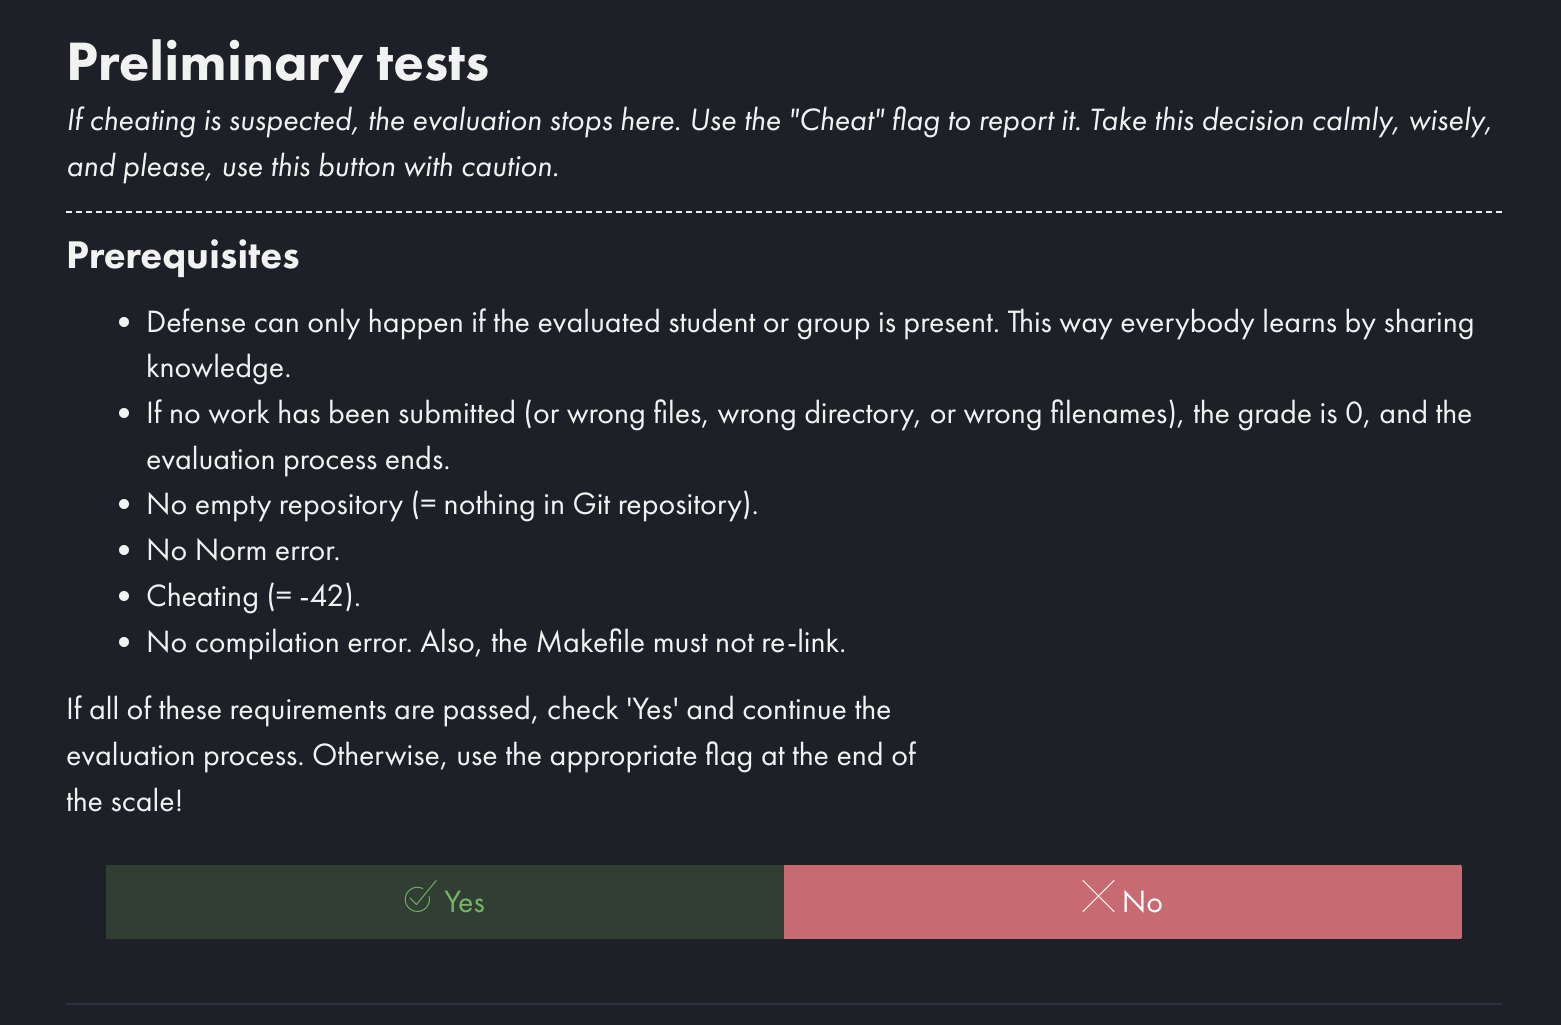 Preliminary tests
If cheating is suspected, the evaluation stops here. Use the "Cheat" flag to report it. Take this decision calmly, wisely,
and please, use this button with caution.
Prerequisites
• Defense can only happen if the evaluated student or group is present. This way everybody learns by sharing
knowledge.
• If no work has been submitted (or wrong files, wrong directory, or wrong filenames), the grade is 0, and the
evaluation process ends.
• No empty repository (= nothing in Git repository).
• No Norm error.
• Cheating (= -42).
• No compilation error. Also, the Makefile must not re-link.
If all of these requirements are passed, check 'Yes' and continue the
evaluation process. Otherwise, use the appropriate flag at the end of
the scale!
Yes
No